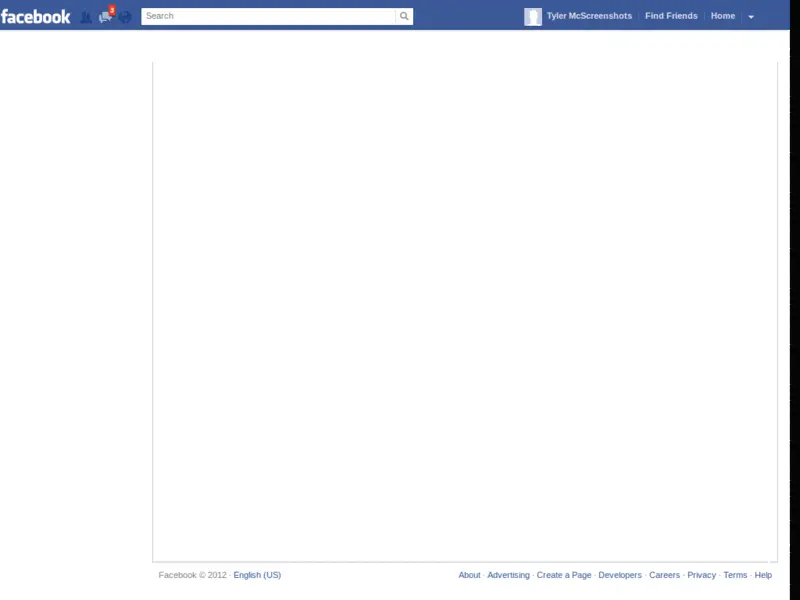 facebook Search Tyler McScreenshots Find Friends Home
Facebook © 2012 · English (US) About · Advertising · Create a Page · Developers · Careers · Privacy · Terms · Help